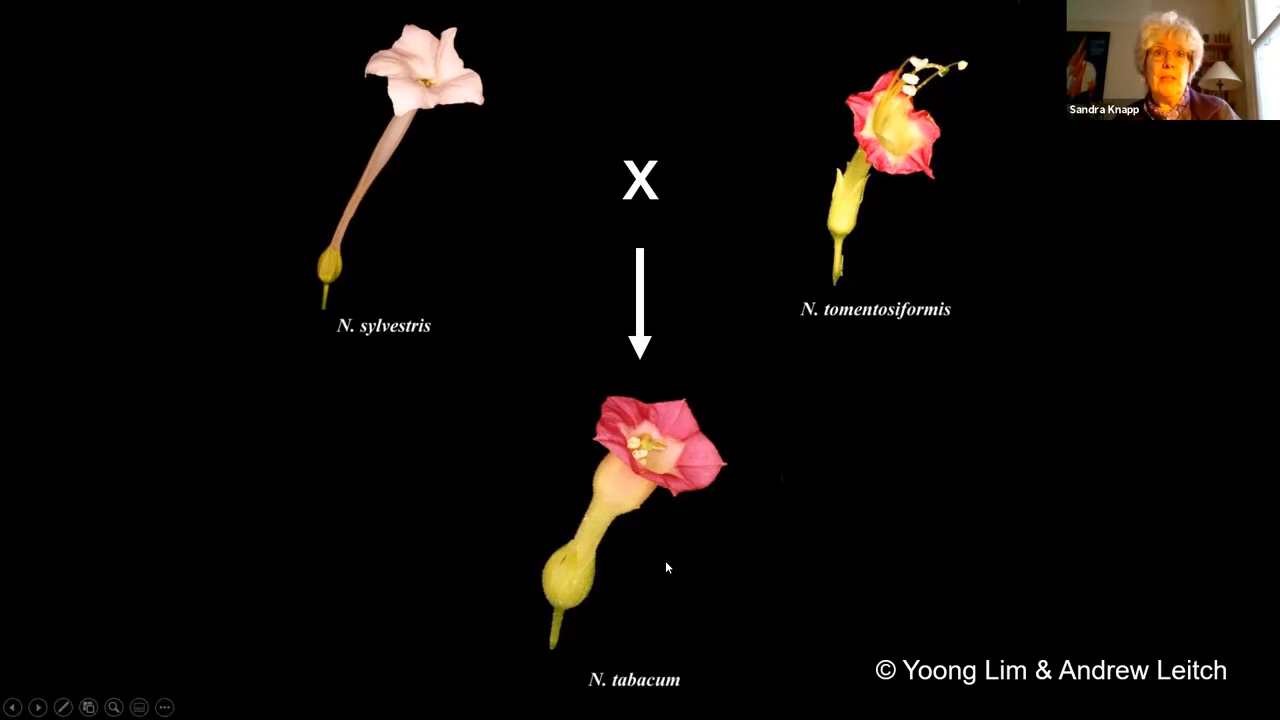 Sandra Knapp
X
N. sylvestris
N. tomentosiformis
N. tabacum
© Yoong Lim & Andrew Leitch